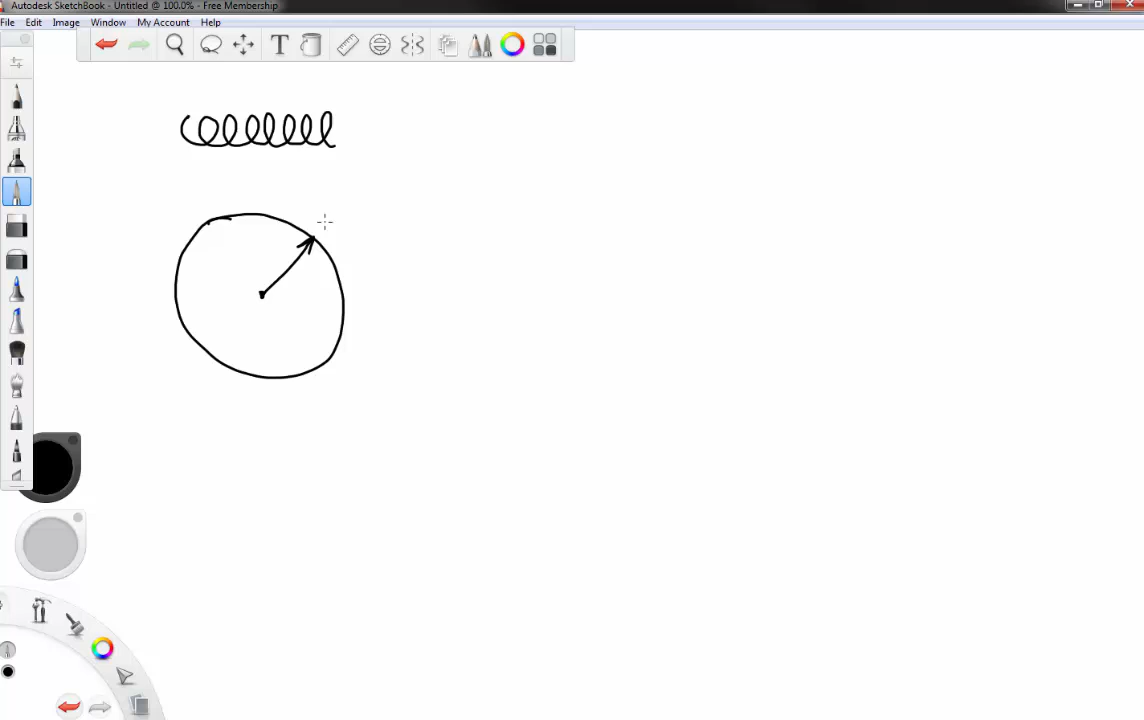 Autodesk SketchBook - Untitled @ 100.0% - Free Membership
File Edit Image Window My Account Help
T